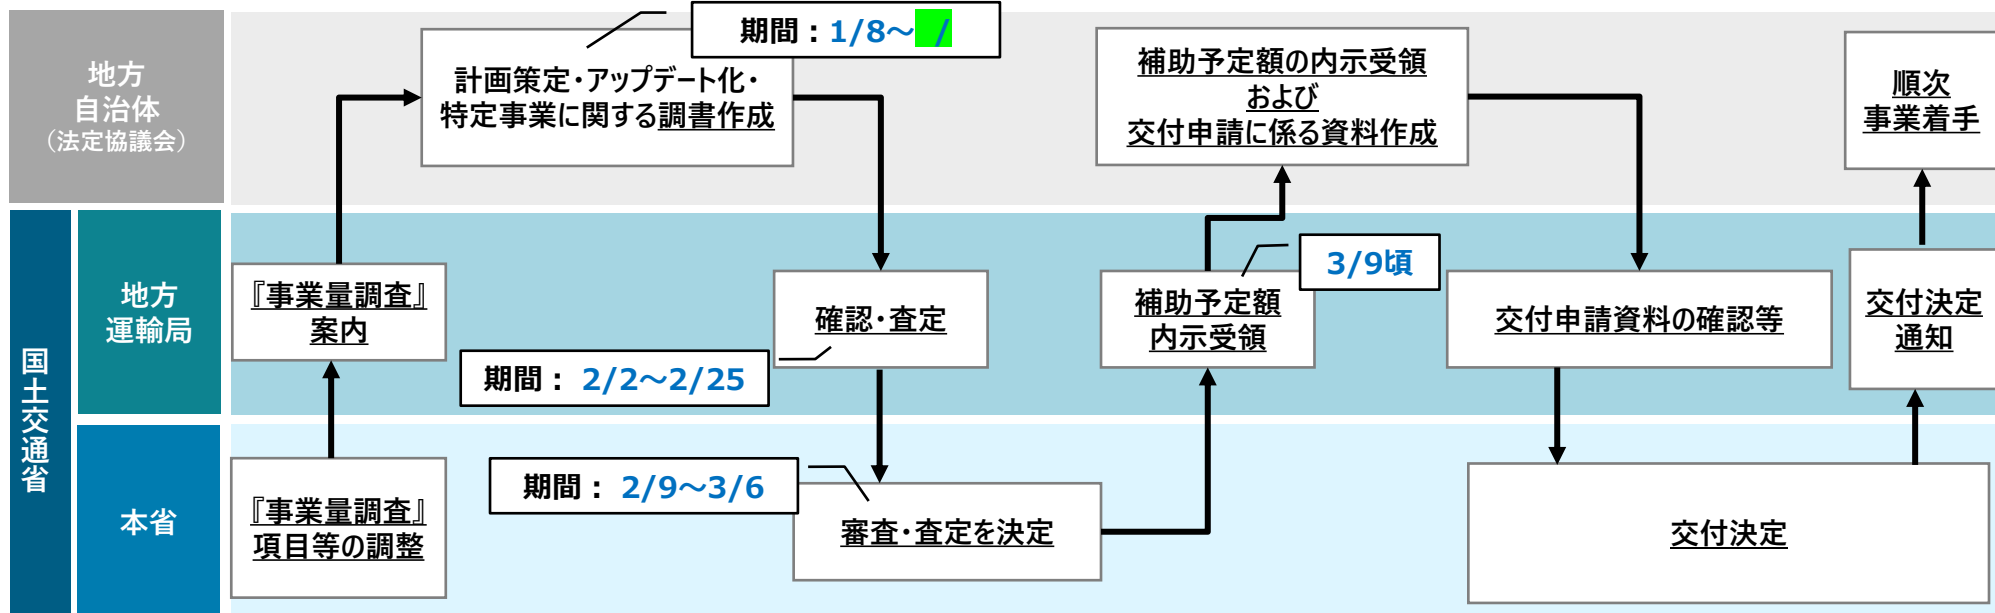 地方
自治体
（法定協議会）
期間：1/8～ /
計画策定・アップデート化・
特定事業に関する調書作成
補助予定額の内示受領
および
交付申請に係る資料作成
順次
事業着手
国土交通省
地方
運輸局
『事業量調査』
案内
確認・査定
期間： 2/2～2/25
補助予定額
内示受領
3/9頃
交付申請資料の確認等
交付決定
通知
本省
『事業量調査』
項目等の調整
期間： 2/9～3/6
審査・査定を決定
交付決定